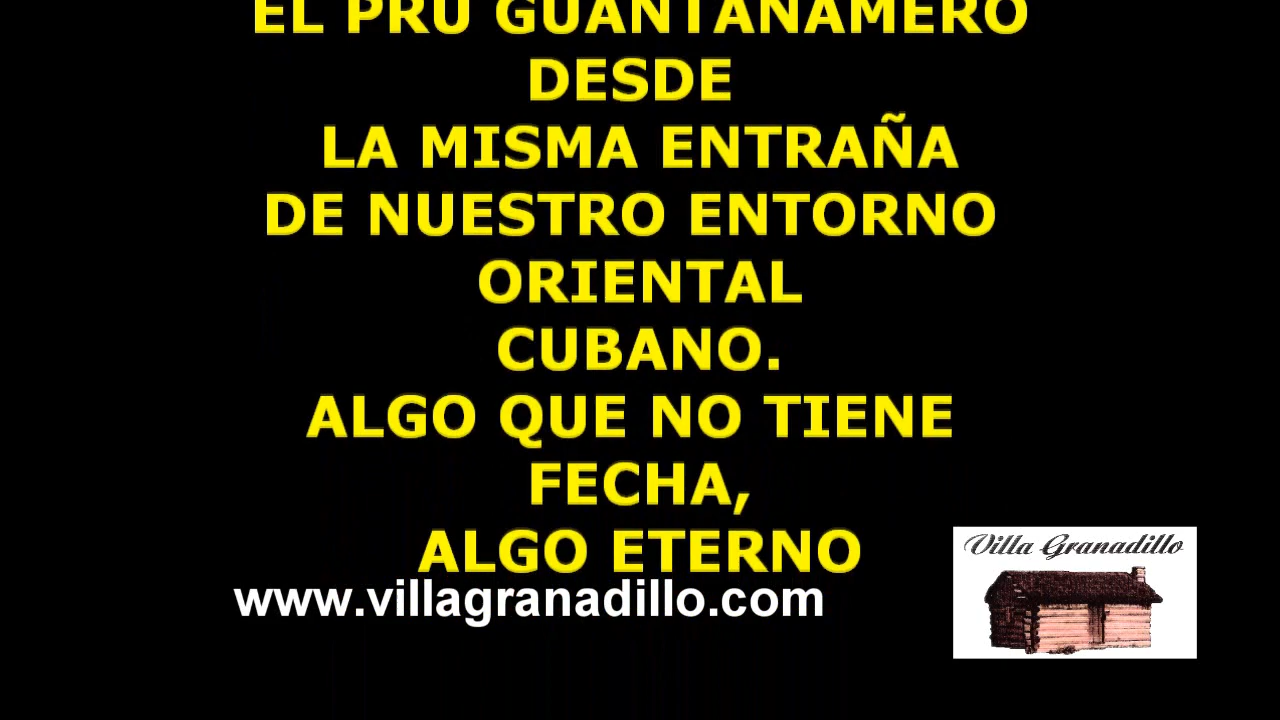 EL PRU GUANTANAMERO
DESDE
LA MISMA ENTRAÑA
DE NUESTRO ENTORNO
ORIENTAL
CUBANO.
ALGO QUE NO TIENE
FECHA,
ALGO ETERNO
www.villagranadillo.com
Villa Granadillo